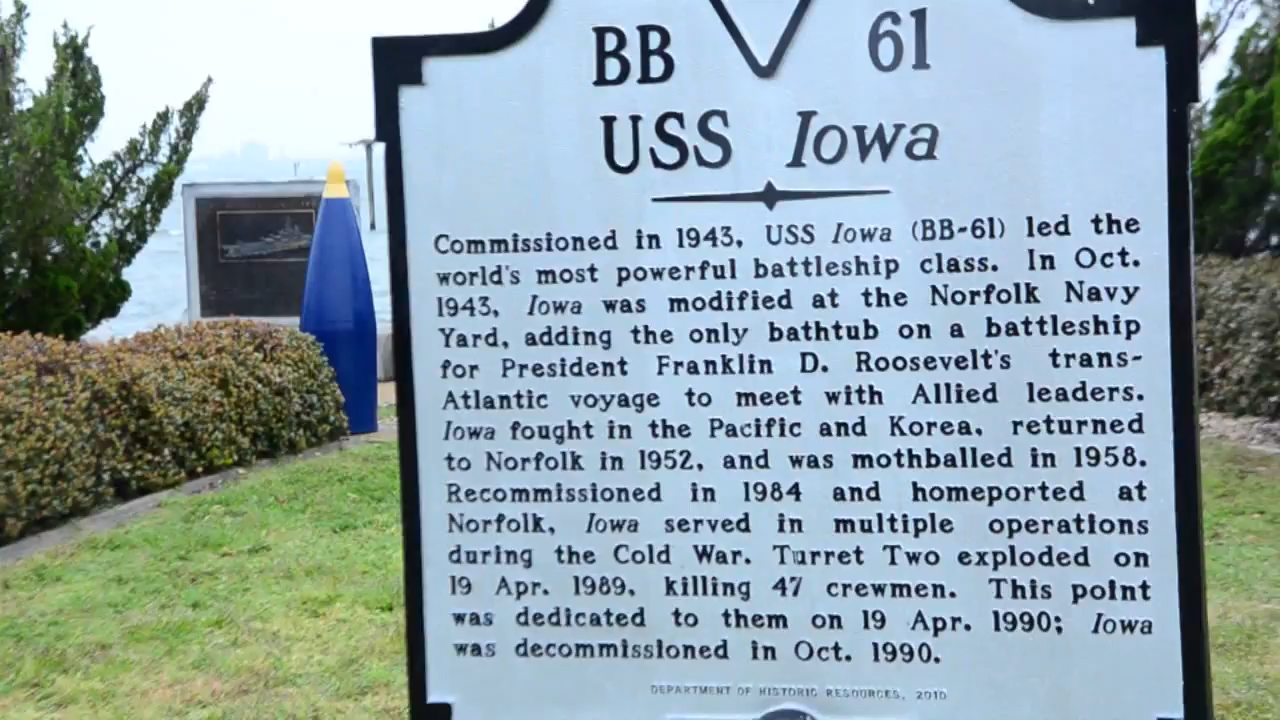 BB 61
USS Iowa
Commissioned in 1943, USS Iowa (BB-61) led the
world's most powerful battleship class. In Oct.
1943, Iowa was modified at the Norfolk Navy
Yard, adding the only bathtub on a battleship
for President Franklin D. Roosevelt's trans-
Atlantic voyage to meet with Allied leaders.
Iowa fought in the Pacific and Korea, returned
to Norfolk in 1952, and was mothballed in 1958.
Recommissioned in 1984 and homeported at
Norfolk, Iowa served in multiple operations
during the Cold War. Turret Two exploded on
19 Apr. 1989, killing 47 crewmen. This point
was dedicated to them on 19 Apr. 1990; Iowa
was decommissioned in Oct. 1990.
DEPARTMENT OF HISTORIC RESOURCES, 2010